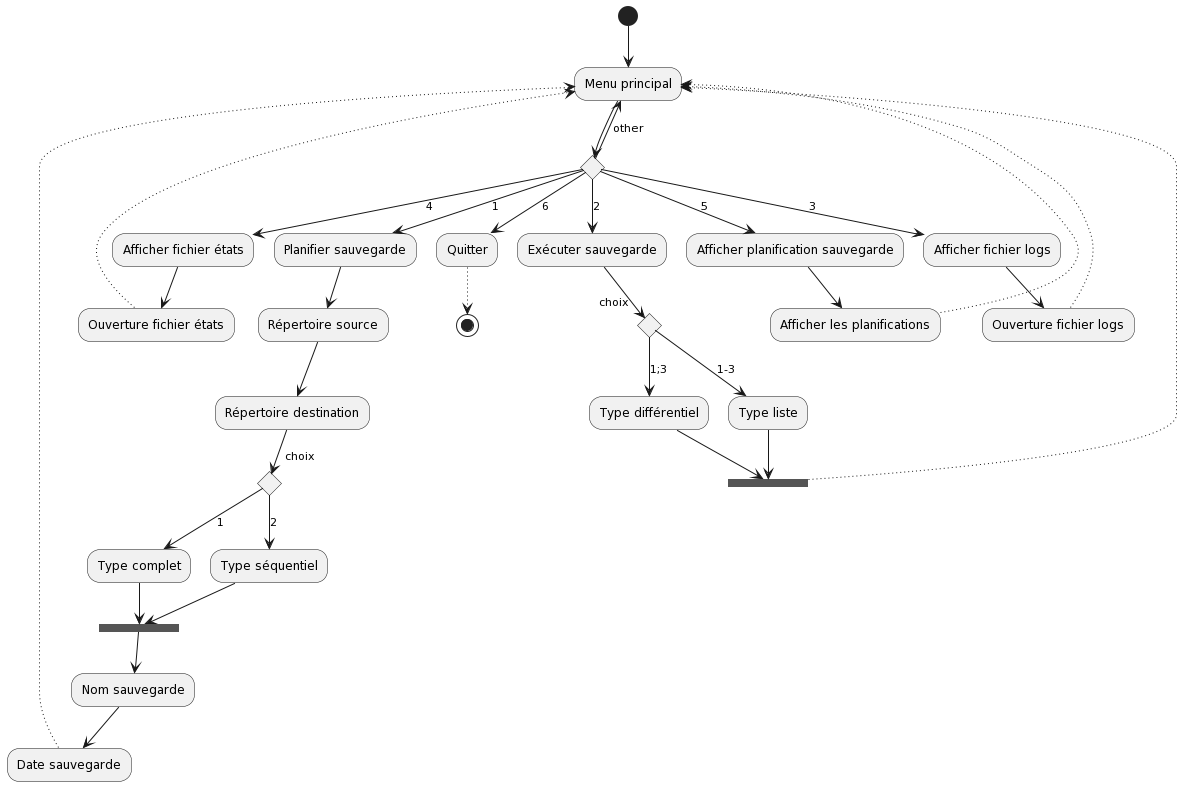 Menu principal
other
4
1
6
2
5
3
Afficher fichier états
Planifier sauvegarde
Quitter
Exécuter sauvegarde
Afficher planification sauvegarde
Afficher fichier logs
choix
Ouverture fichier états
Répertoire source
Afficher les planifications
Ouverture fichier logs
1;3
1-3
Répertoire destination
Type différentiel
Type liste
choix
1
2
Type complet
Type séquentiel
Nom sauvegarde
Date sauvegarde